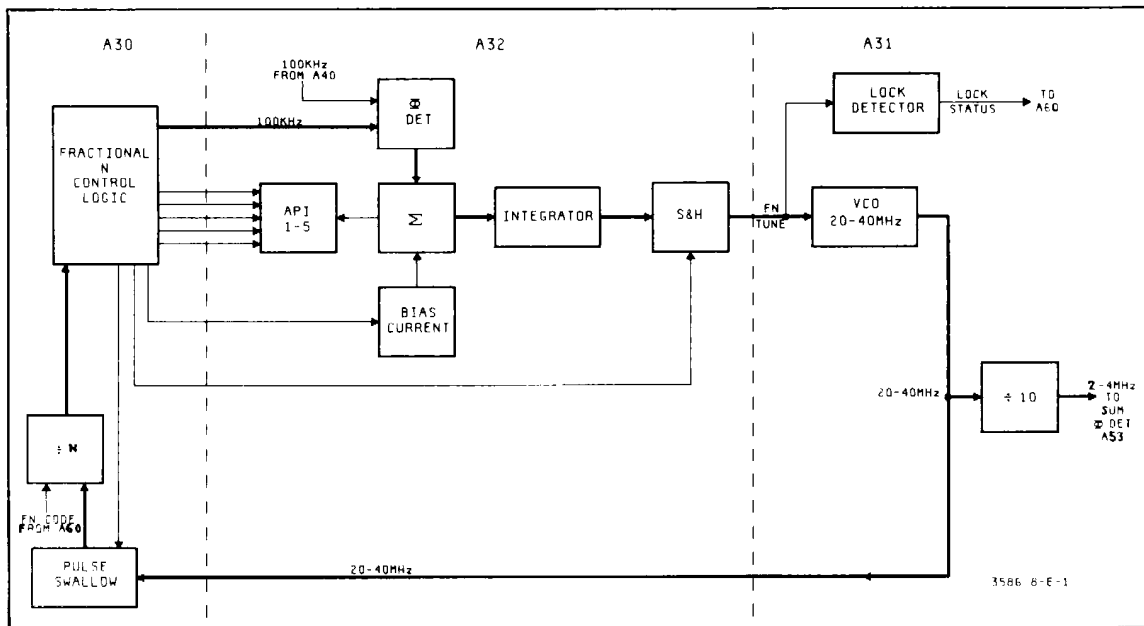 A30
A32
A31
100KHz
FROM A40
Φ
DET
LOCK
DETECTOR
LOCK
STATUS
TO
A60
100KHz
FRACTIONAL
N
CONTROL
LOGIC
API
1-5
Σ
INTEGRATOR
S&H
FN
TUNE
VCO
20-40MHz
BIAS
CURRENT
20-40MHz
÷ 10
2-4MHz
TO
SUM
Φ DET
A53
÷ N
FN CODE
FROM A60
PULSE
SWALLOW
20-40MHz
3586 8-E-1